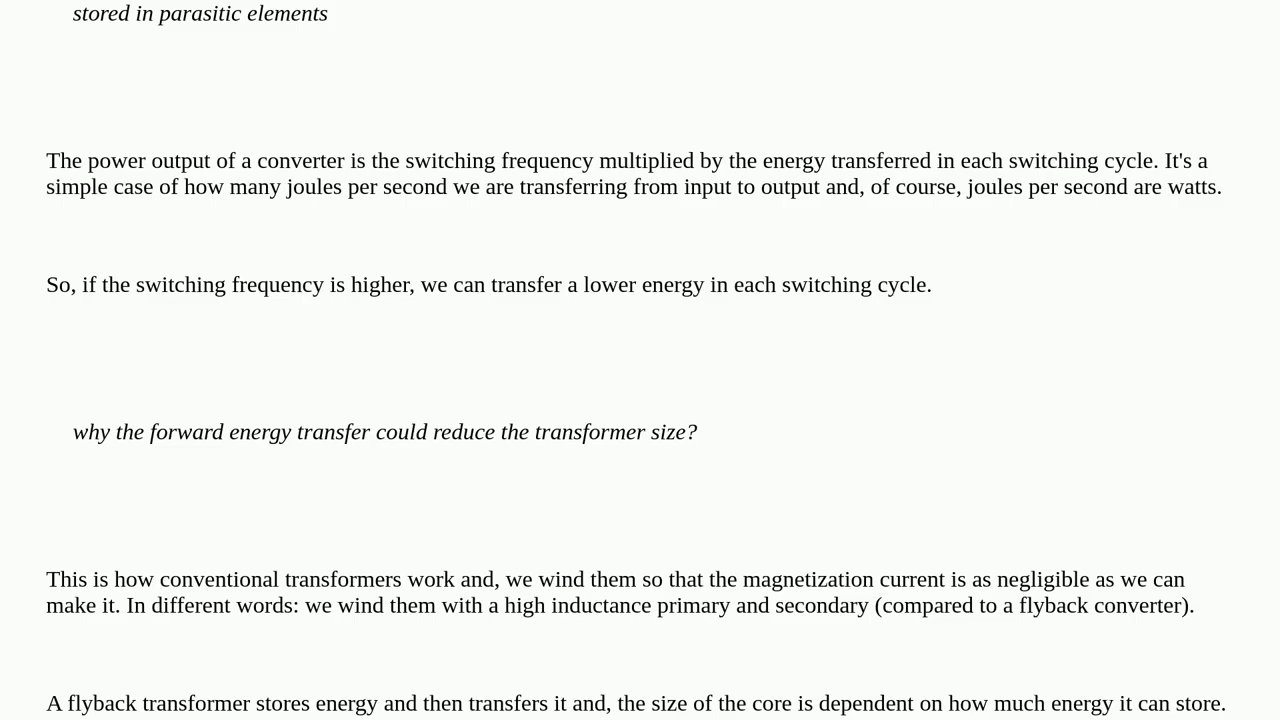 stored in parasitic elements
The power output of a converter is the switching frequency multiplied by the energy transferred in each switching cycle. It's a
simple case of how many joules per second we are transferring from input to output and, of course, joules per second are watts.
So, if the switching frequency is higher, we can transfer a lower energy in each switching cycle.
why the forward energy transfer could reduce the transformer size?
This is how conventional transformers work and, we wind them so that the magnetization current is as negligible as we can
make it. In different words: we wind them with a high inductance primary and secondary (compared to a flyback converter).
A flyback transformer stores energy and then transfers it and, the size of the core is dependent on how much energy it can store.